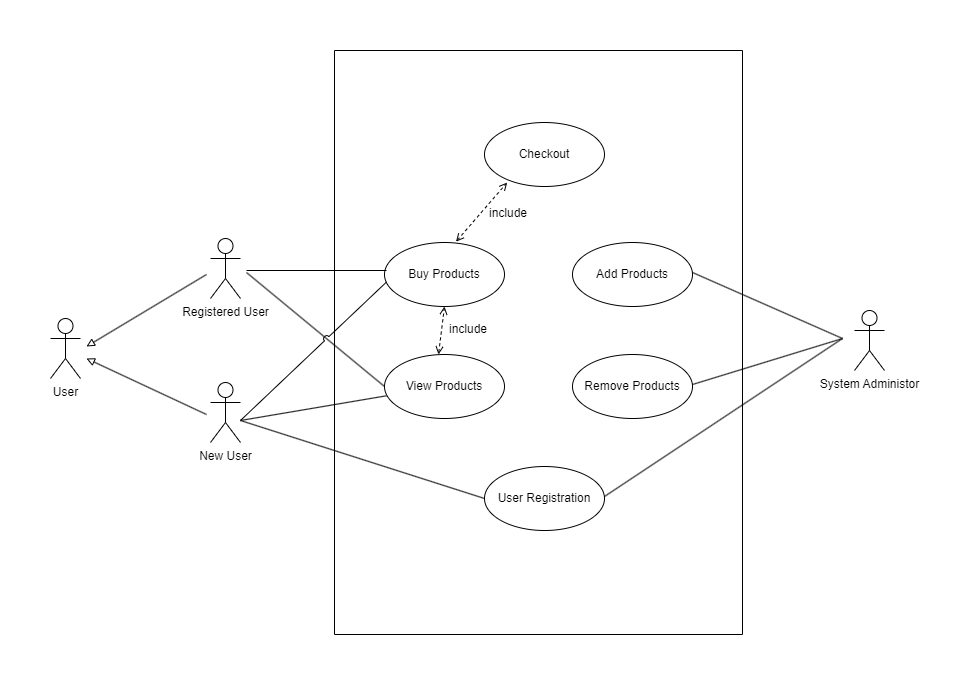 Checkout
include
Buy Products
Add Products
Registered User
include
User
View Products
Remove Products
System Administor
New User
User Registration